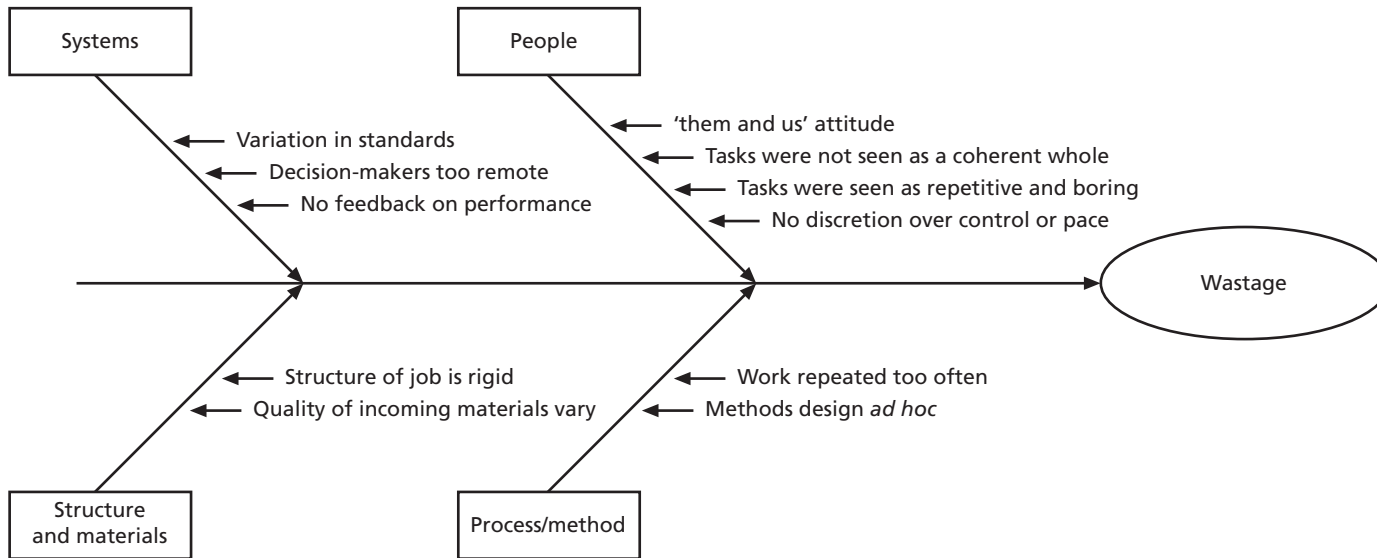 Systems
People
Variation in standards
Decision-makers too remote
No feedback on performance
‘them and us’ attitude
Tasks were not seen as a coherent whole
Tasks were seen as repetitive and boring
No discretion over control or pace
Wastage
Structure of job is rigid
Quality of incoming materials vary
Work repeated too often
Methods design ad hoc
Structure
and materials
Process/method